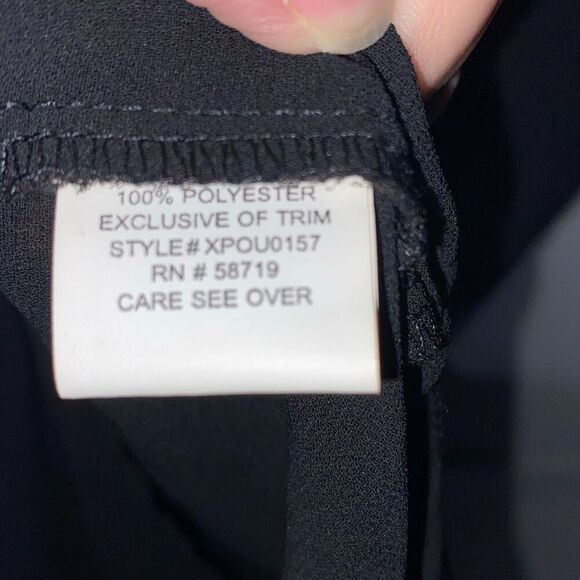 100% POLYESTER
EXCLUSIVE OF TRIM
STYLE# XPOU0157
RN # 58719
CARE SEE OVER